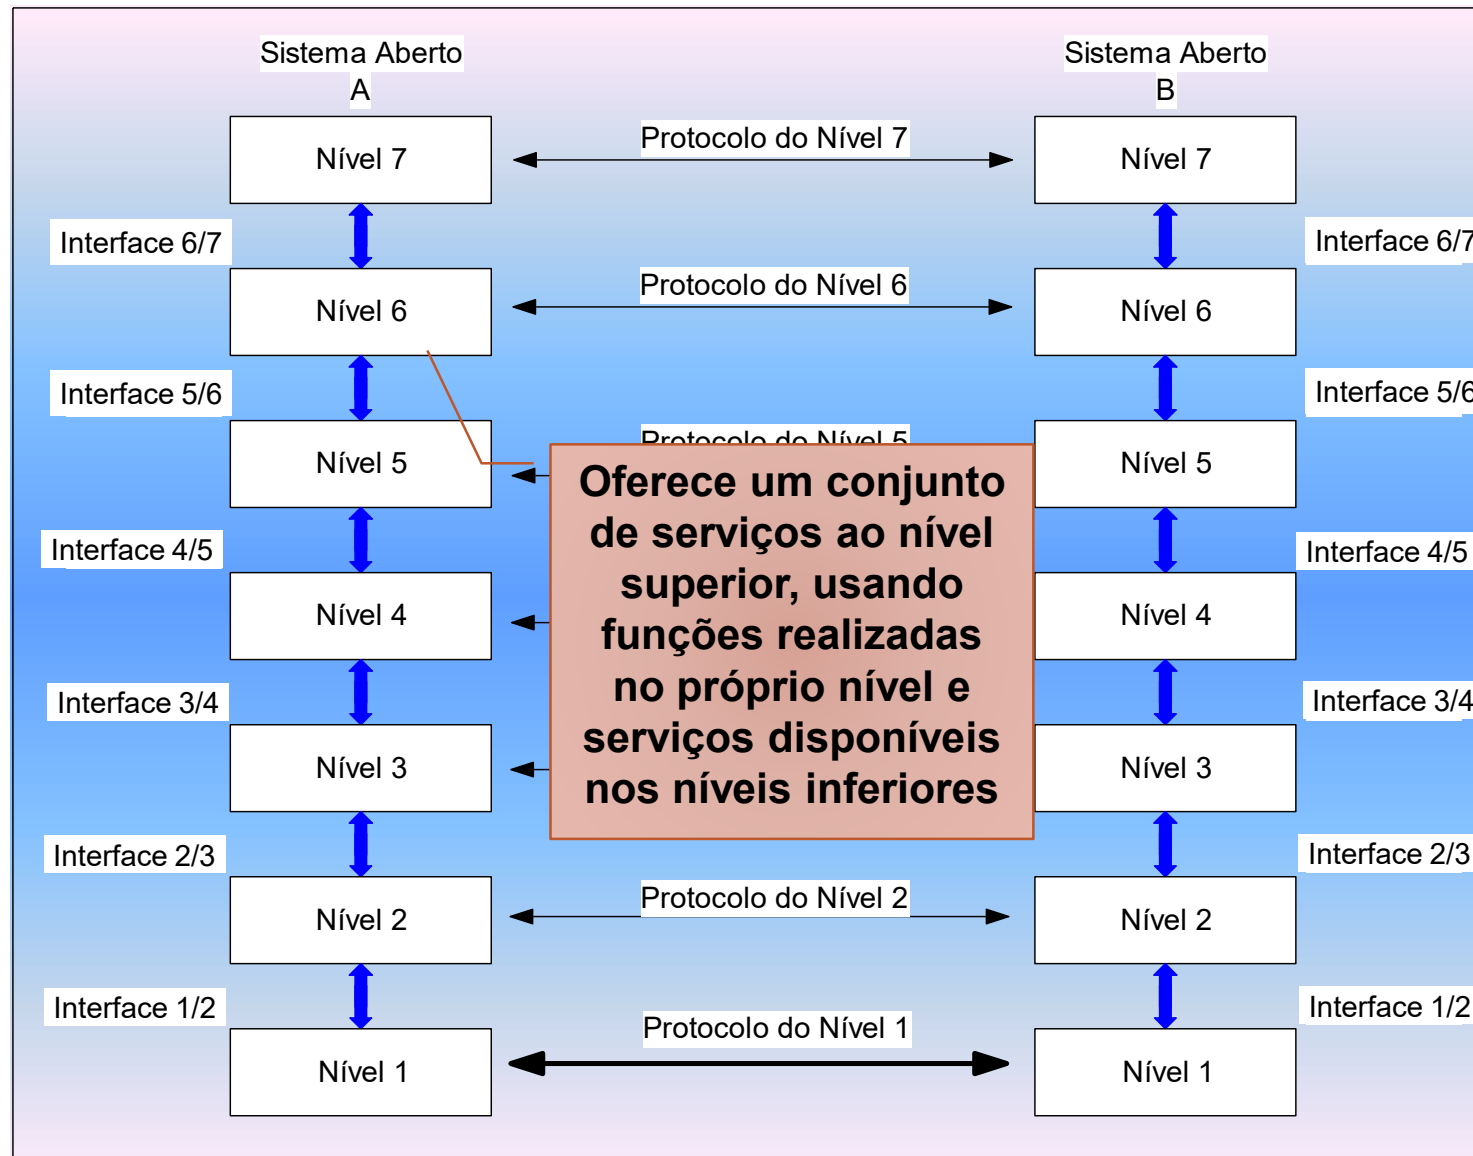 Sistema Aberto
A
Sistema Aberto
B
Nível 7
Protocolo do Nível 7
Nível 7
Interface 6/7
Interface 6/7
Nível 6
Protocolo do Nível 6
Nível 6
Interface 5/6
Interface 5/6
Nível 5
Protocolo do Nível 5
Nível 5
Oferece um conjunto
de serviços ao nível
superior, usando
funções realizadas
no próprio nível e
serviços disponíveis
nos níveis inferiores
Interface 4/5
Interface 4/5
Nível 4
Nível 4
Interface 3/4
Interface 3/4
Nível 3
Nível 3
Interface 2/3
Interface 2/3
Nível 2
Protocolo do Nível 2
Nível 2
Interface 1/2
Interface 1/2
Nível 1
Protocolo do Nível 1
Nível 1